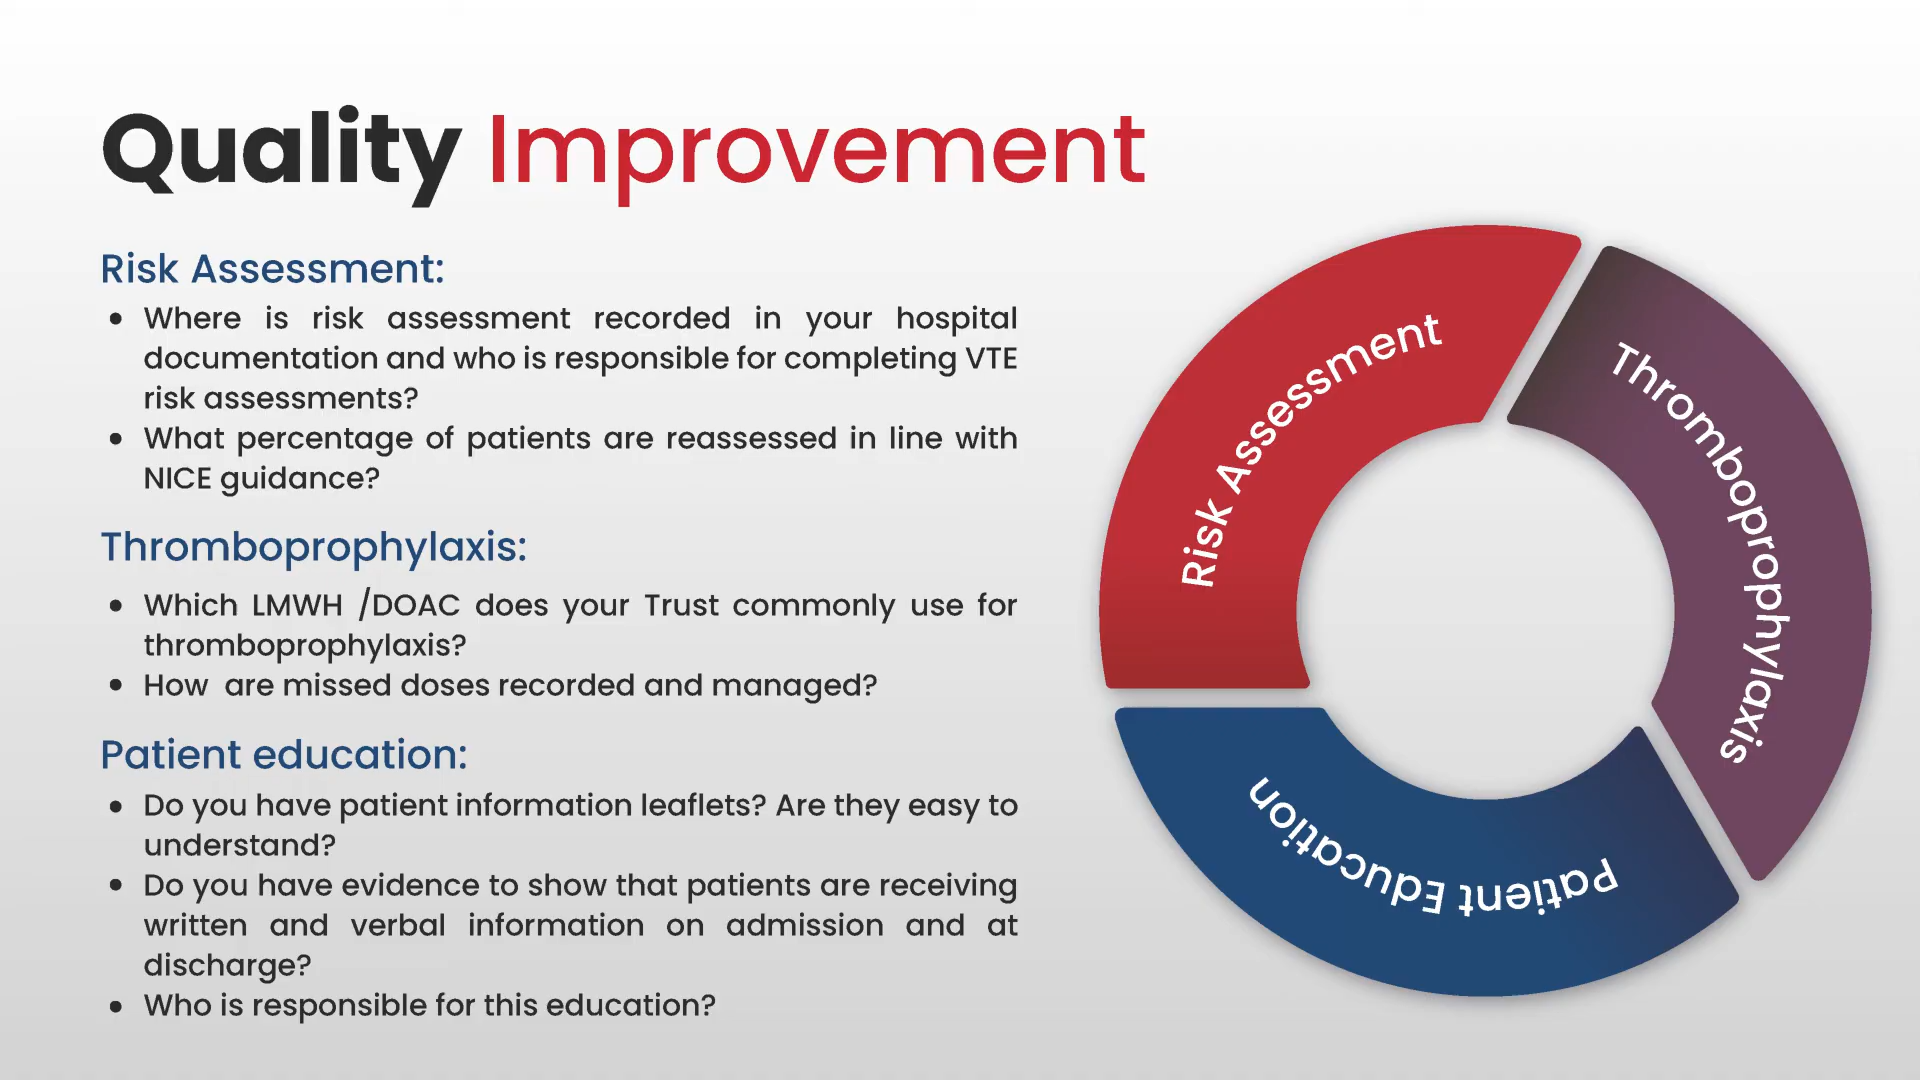 Quality Improvement
Risk Assessment:
• Where is risk assessment recorded in your hospital
documentation and who is responsible for completing VTE
risk assessments?
• What percentage of patients are reassessed in line with
NICE guidance?
Thromboprophylaxis:
• Which LMWH /DOAC does your Trust commonly use for
thromboprophylaxis?
• How  are missed doses recorded and managed?
Patient education:
• Do you have patient information leaflets? Are they easy to
understand?
• Do you have evidence to show that patients are receiving
written and verbal information on admission and at
discharge?
• Who is responsible for this education?
Risk Assessment
Thromboprophylaxis
Patient Education